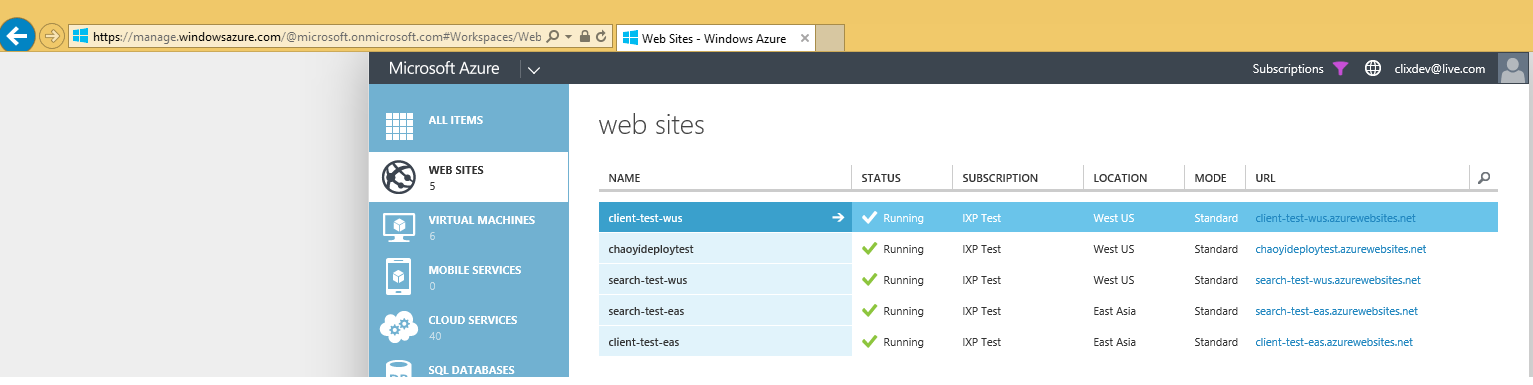 https://manage.windowsazure.com/@microsoft.onmicrosoft.com#Workspaces/Web
Web Sites - Windows Azure
Microsoft Azure
Subscriptions
clixdev@live.com
ALL ITEMS
WEB SITES
5
VIRTUAL MACHINES
6
MOBILE SERVICES
0
CLOUD SERVICES
40
SQL DATABASES
web sites
NAME STATUS SUBSCRIPTION LOCATION MODE URL
client-test-wus Running IXP Test West US Standard client-test-wus.azurewebsites.net
chaoyideploytest Running IXP Test West US Standard chaoyideploytest.azurewebsites.net
search-test-wus Running IXP Test West US Standard search-test-wus.azurewebsites.net
search-test-eas Running IXP Test East Asia Standard search-test-eas.azurewebsites.net
client-test-eas Running IXP Test East Asia Standard client-test-eas.azurewebsites.net